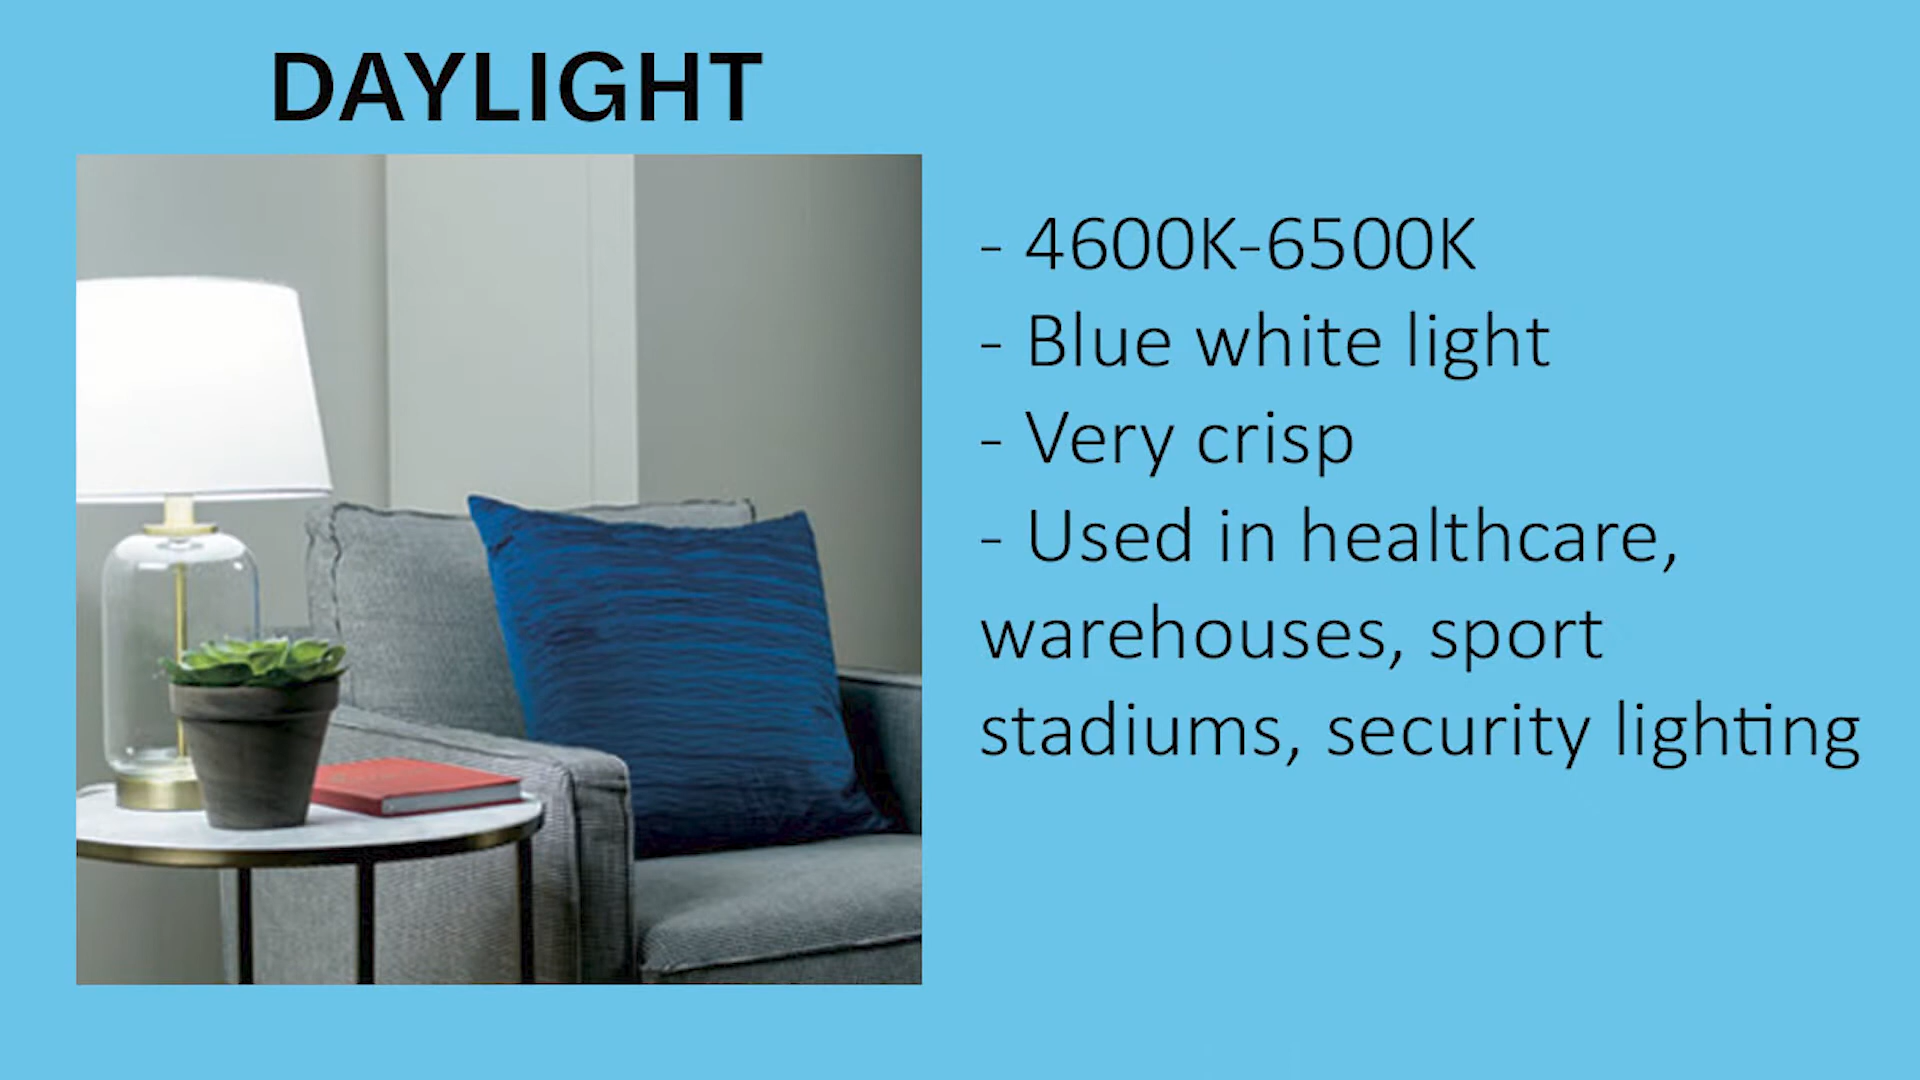 DAYLIGHT
- 4600K-6500K
- Blue white light
- Very crisp
- Used in healthcare,
warehouses, sport
stadiums, security lighting